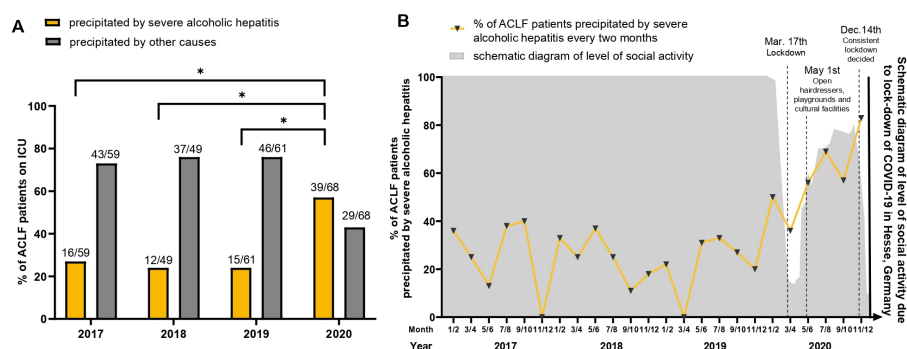 A
precipitated by severe alcoholic hepatitis
precipitated by other causes
*
*
*
% of ACLF patients on ICU
100
80
60
40
20
0
16/59
43/59
12/49
37/49
15/61
46/61
39/68
29/68
2017
2018
2019
2020
B
% of ACLF patients precipitated by severe
alcoholic hepatitis every two months
schematic diagram of level of social activity
Mar. 17th
Lockdown
May 1st
Open
hairdressers,
playgrounds and
cultural facilities
Dec.14th
Consistent
lockdown
decided
% of ACLF patients
precipitated by severe alcoholic hepatitis
100
80
60
40
20
0
Schematic diagram of level of social activity due
to lock-down of COVID-19 in Hesse, Germany
Month 1/2 3/4 5/6 7/8 9/10 11/12 1/2 3/4 5/6 7/8 9/10 11/12 1/2 3/4 5/6 7/8 9/10 11/12 1/2 3/4 5/6 7/8 9/10 11/12
Year 2017 2018 2019 2020